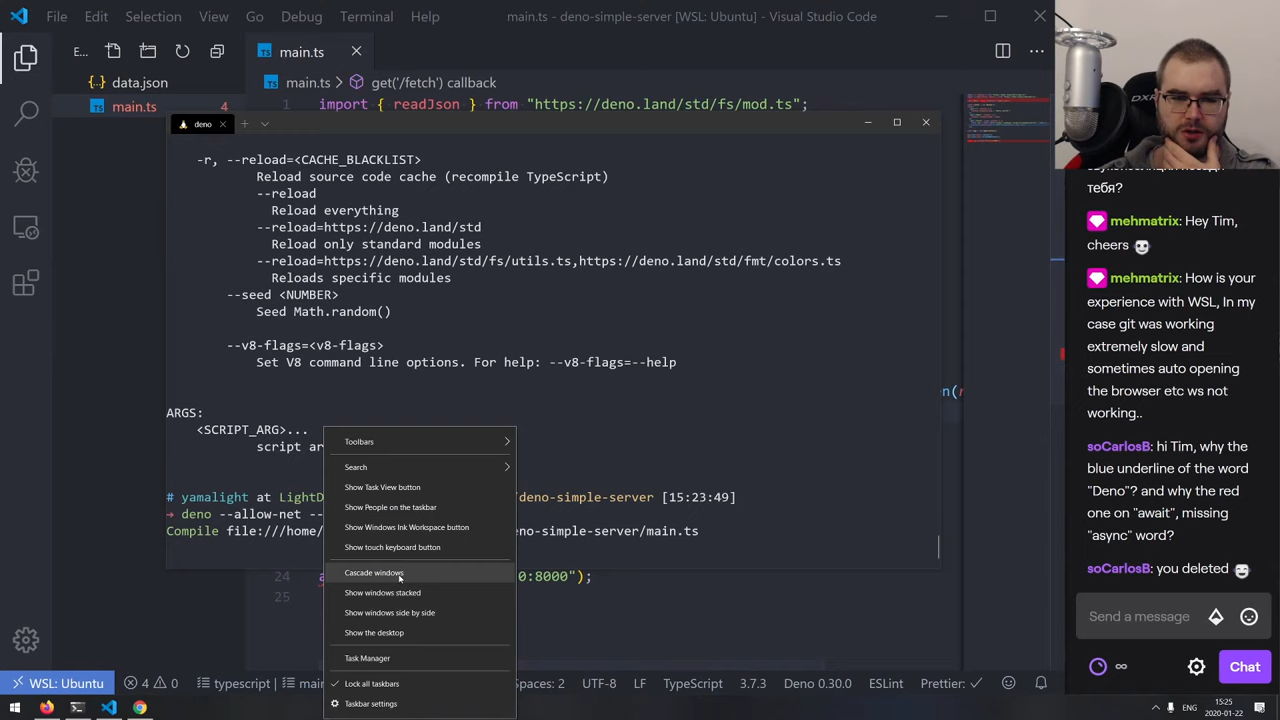 File Edit Selection View Go Debug Terminal Help main.ts - deno-simple-server [WSL: Ubuntu] - Visual Studio Code
E... TS main.ts
{..} data.json TS main.ts > get('/fetch') callback
TS main.ts 4 import { readJson } from "https://deno.land/std/fs/mod.ts";
deno
-r, --reload=<CACHE_BLACKLIST>
Reload source code cache (recompile TypeScript)
--reload
Reload everything
--reload=https://deno.land/std
Reload only standard modules
--reload=https://deno.land/std/fs/utils.ts,https://deno.land/std/fmt/colors.ts
Reloads specific modules
--seed <NUMBER>
Seed Math.random()
--v8-flags=<v8-flags>
Set V8 command line options. For help: --v8-flags=--help
n(
ARGS:
<SCRIPT_ARG>...
script ar
# yamalight at LightD /deno-simple-server [15:23:49]
→ deno --allow-net --
Compile file:///home/ deno-simple-server/main.ts
24 a 0:8000");
25
Toolbars
Search
Show Task View button
Show People on the taskbar
Show Windows Ink Workspace button
Show touch keyboard button
Cascade windows
Show windows stacked
Show windows side by side
Show the desktop
Task Manager
Lock all taskbars
Taskbar settings
WSL: Ubuntu 4 0 typescript main Spaces: 2 UTF-8 LF TypeScript 3.7.3 Deno 0.30.0 ESLint Prettier: ✓
ENG 15:25
2020-01-22
тебя?
mehmatrix: Hey Tim,
cheers
mehmatrix: How is your
experience with WSL, In my
case git was working
extremely slow and
sometimes auto opening
the browser etc ws not
working..
soCarlosB: hi Tim, why the
blue underline of the word
"Deno"? and why the red
one on "await", missing
"async" word?
soCarlosB: you deleted
Send a message
∞ Chat